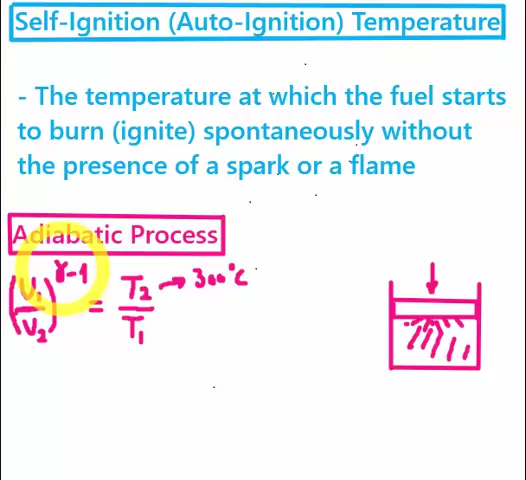 Self-Ignition (Auto-Ignition) Temperature
- The temperature at which the fuel starts
to burn (ignite) spontaneously without
the presence of a spark or a flame
Adiabatic Process
(V₁/V₂)^γ-1 = T₂/T₁ → 300°C